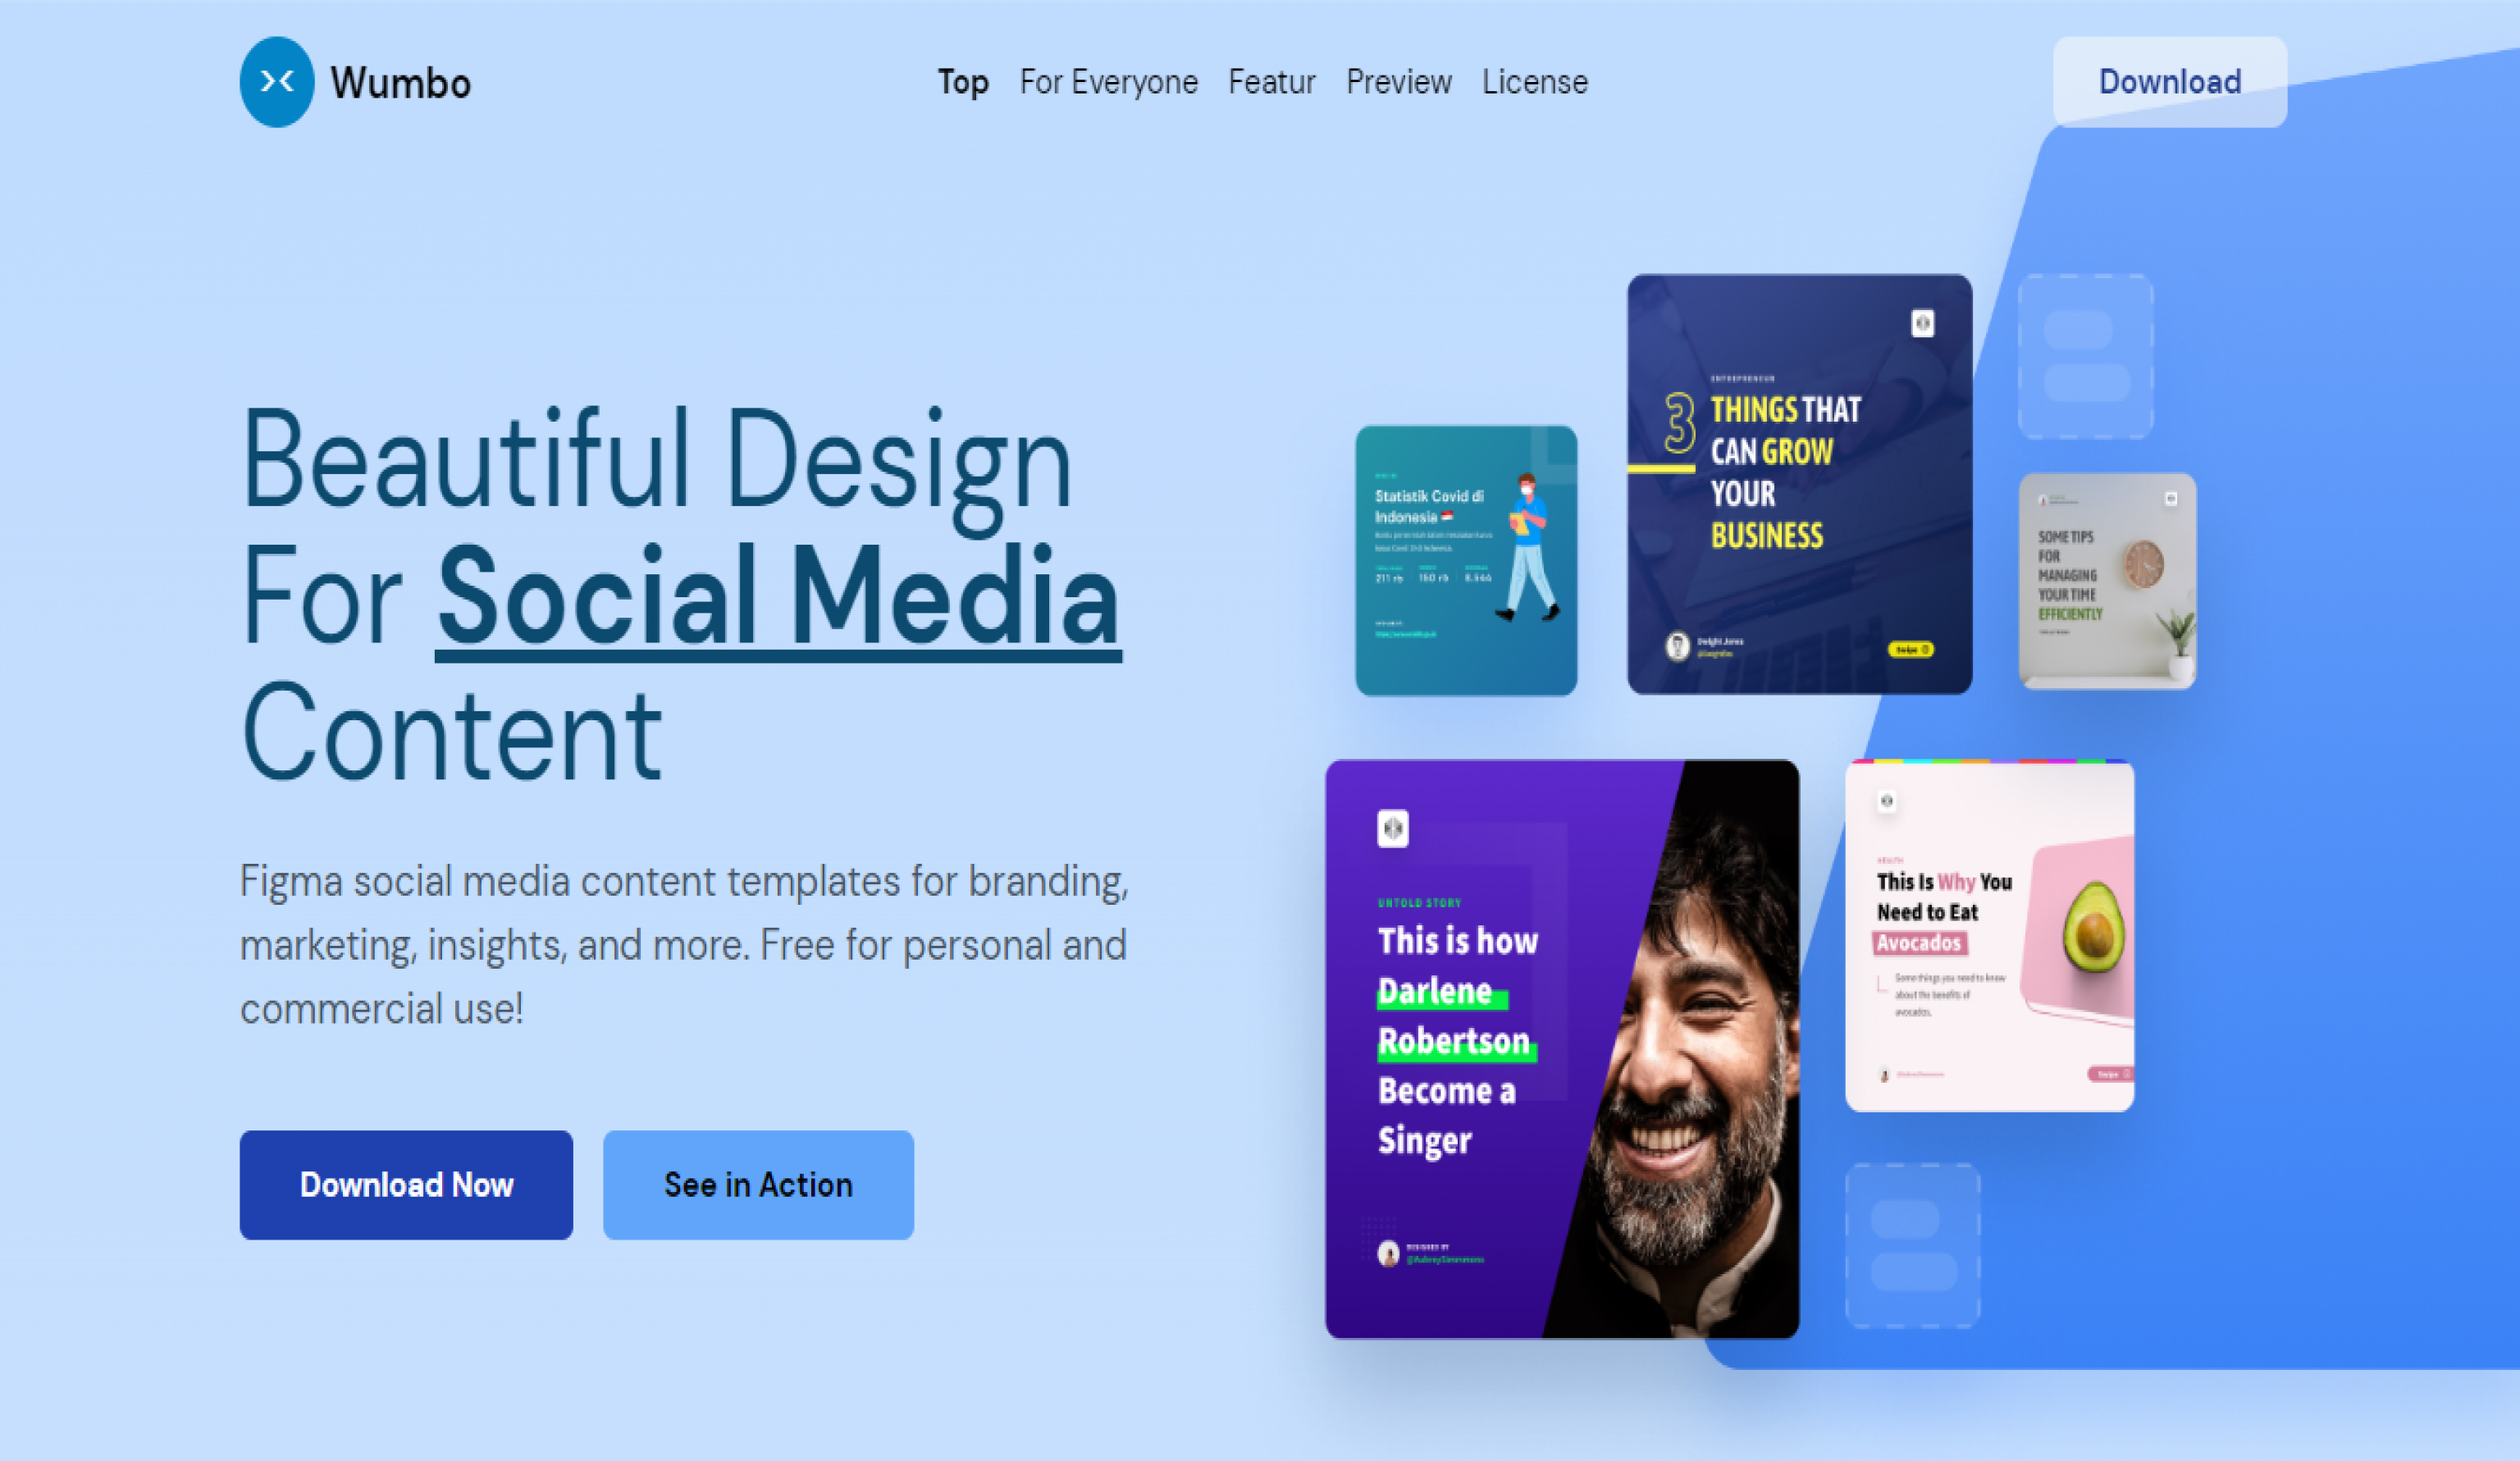 Wumbo
Top For Everyone Featur Preview License
Download
Beautiful Design
For Social Media
Content
Figma social media content templates for branding,
marketing, insights, and more. Free for personal and
commercial use!
Download Now
See in Action
Statistik Covid di
Indonesia
211 rb 150 rb
ENTREPRENEUR
3
THINGS THAT
CAN GROW
YOUR
BUSINESS
Dwight Jones
Swipe
SOME TIPS
FOR
MANAGING
YOUR TIME
EFFICIENTLY
UNTOLD STORY
This is how
Darlene
Robertson
Become a
Singer
DESIGNED BY
@AubreySimmmons
HEALTH
This Is Why You
Need to Eat
Avocados
Some things you need to know
about the benefits of
avocados.
Swipe